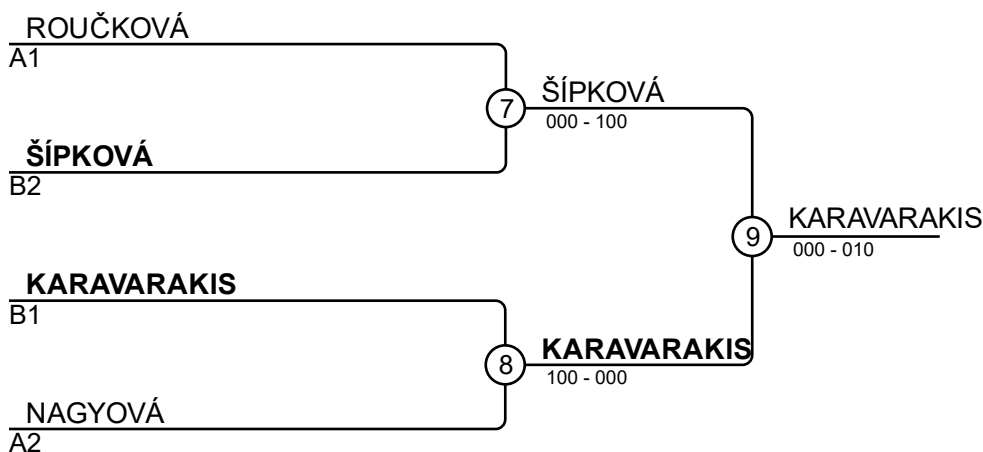 ROUČKOVÁ
A1
7
ŠÍPKOVÁ
000 - 100
ŠÍPKOVÁ
B2
9
KARAVARAKIS
000 - 010
KARAVARAKIS
B1
8
KARAVARAKIS
100 - 000
NAGYOVÁ
A2